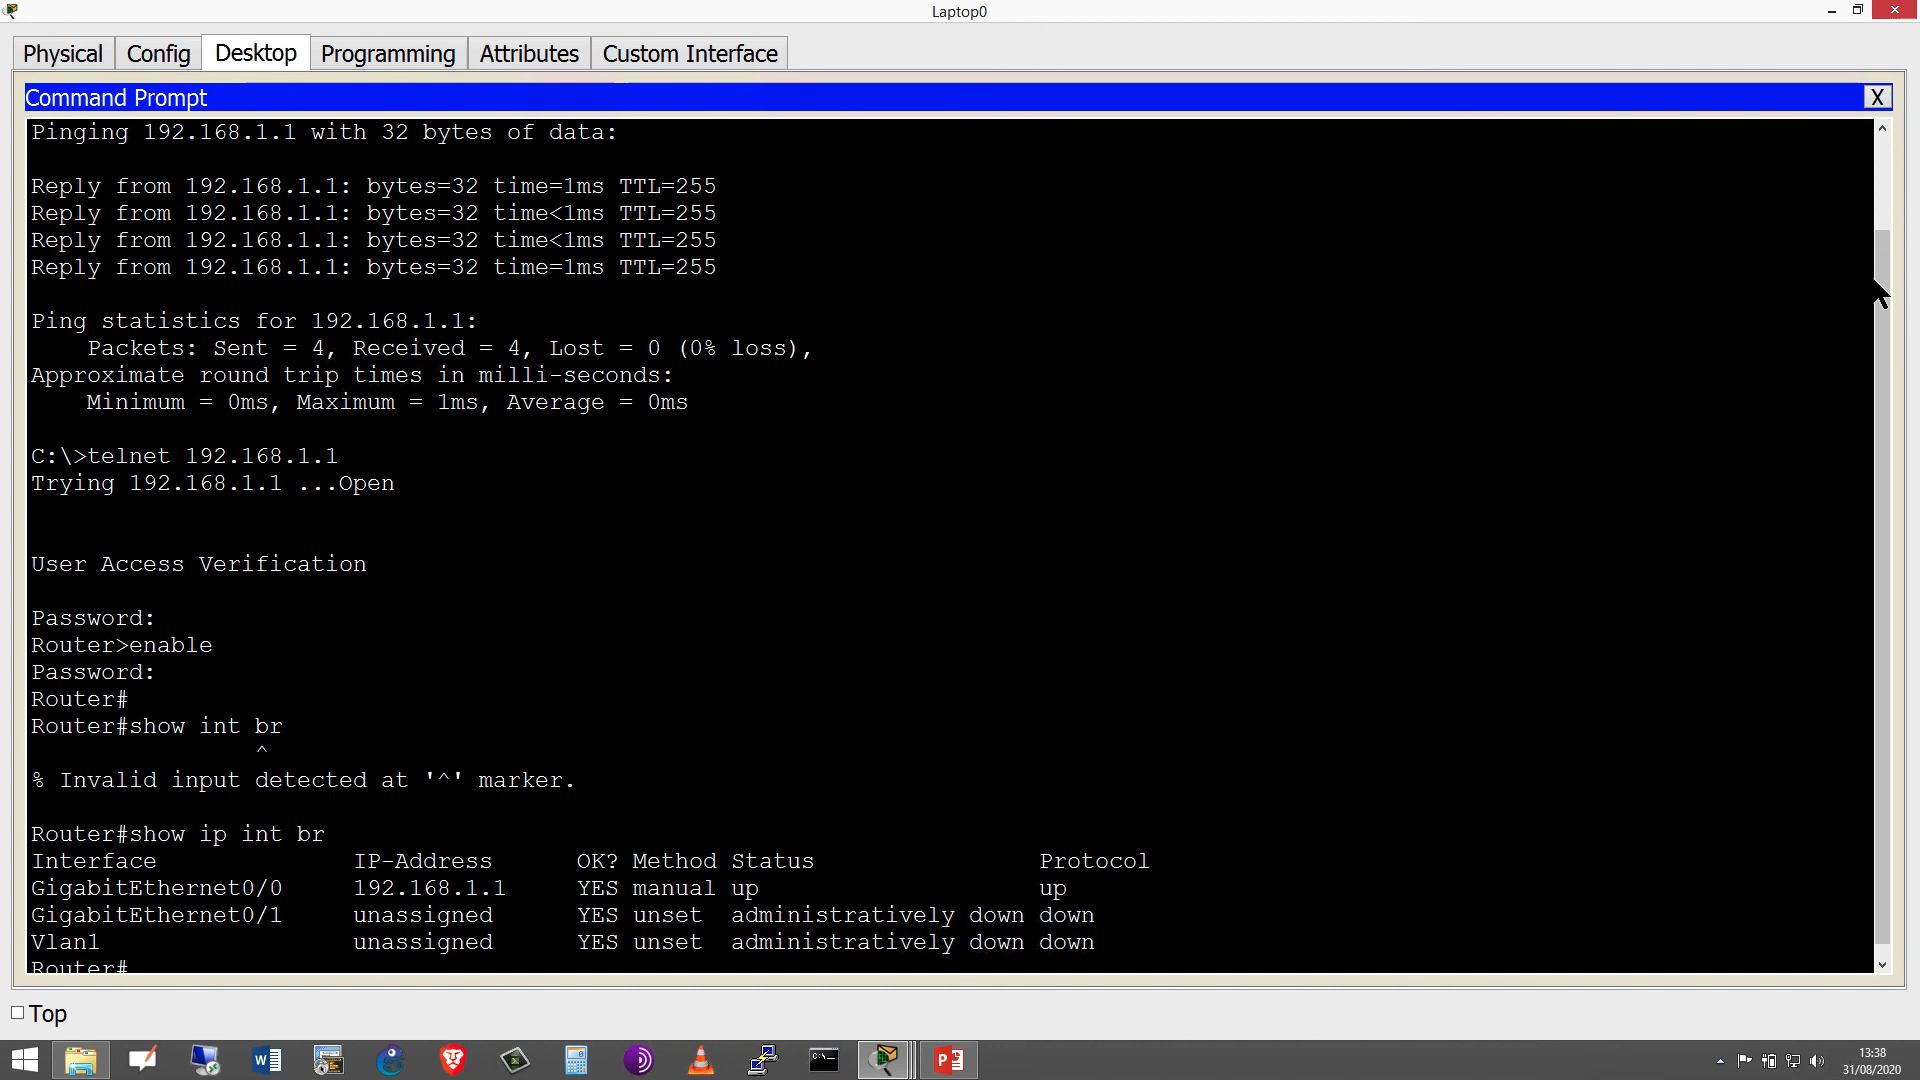 Laptop0
Physical Config Desktop Programming Attributes Custom Interface
Command Prompt X
Pinging 192.168.1.1 with 32 bytes of data:
Reply from 192.168.1.1: bytes=32 time=1ms TTL=255
Reply from 192.168.1.1: bytes=32 time<1ms TTL=255
Reply from 192.168.1.1: bytes=32 time<1ms TTL=255
Reply from 192.168.1.1: bytes=32 time=1ms TTL=255
Ping statistics for 192.168.1.1:
Packets: Sent = 4, Received = 4, Lost = 0 (0% loss),
Approximate round trip times in milli-seconds:
Minimum = 0ms, Maximum = 1ms, Average = 0ms
C:\>telnet 192.168.1.1
Trying 192.168.1.1 ...Open
User Access Verification
Password:
Router>enable
Password:
Router#
Router#show int br
^
% Invalid input detected at '^' marker.
Router#show ip int br
Interface IP-Address OK? Method Status Protocol
GigabitEthernet0/0 192.168.1.1 YES manual up up
GigabitEthernet0/1 unassigned YES unset administratively down down
Vlan1 unassigned YES unset administratively down down
Router#
Top
13:38
31/08/2020